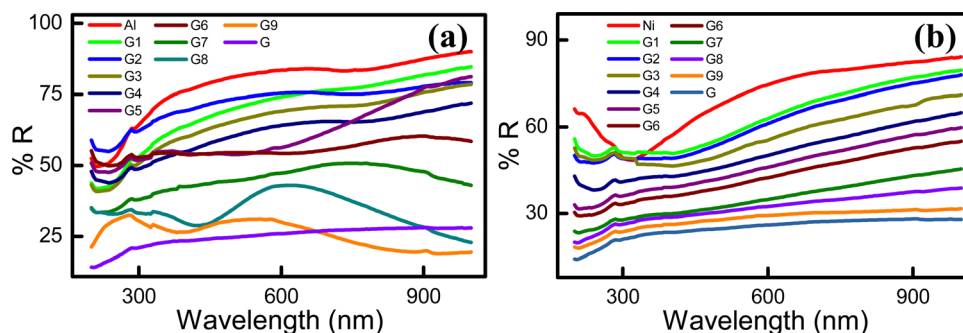 (a)
Al G6 G9
G1 G7 G
G2 G8
G3
G4
G5
% R
100
75
50
25
300 600 900
Wavelength (nm)
(b)
Ni G6
G1 G7
G2 G8
G3 G9
G4 G
G5
G6
% R
90
60
30
300 600 900
Wavelength (nm)